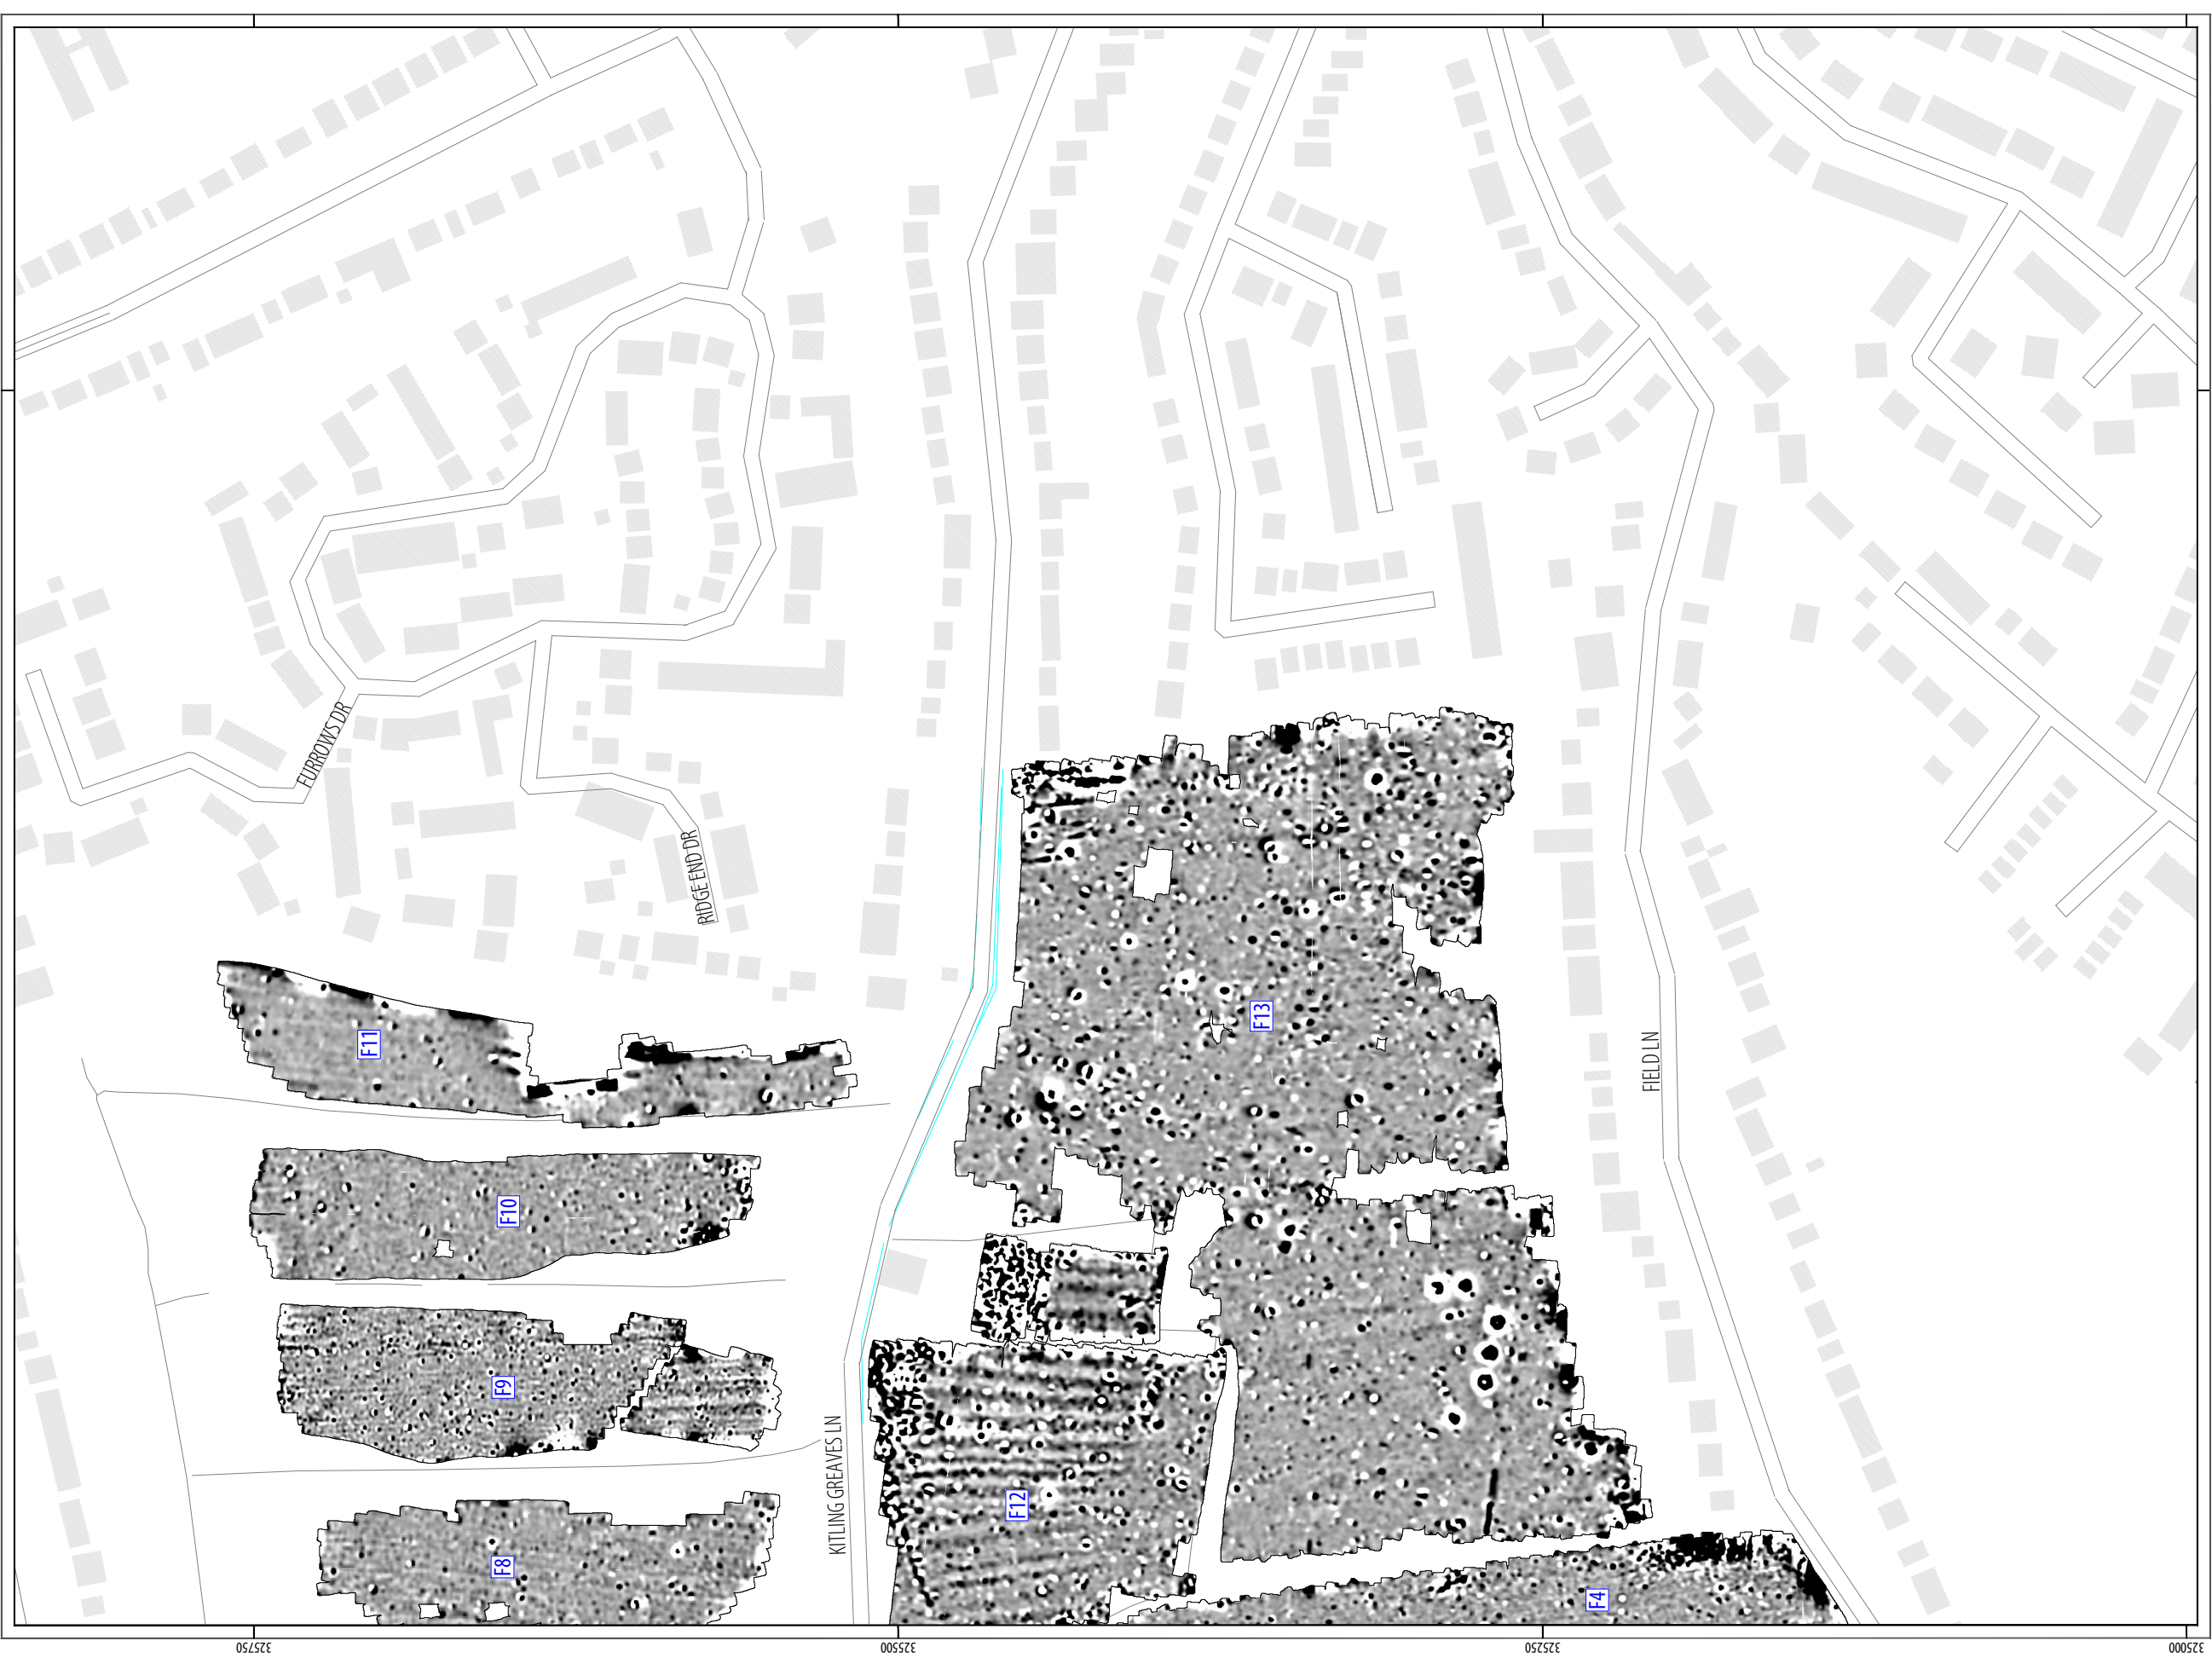 FURROWS DR
RIDGE END DR
F11
F13
FIELD LN
F10
F9
KITLING GREAVES LN
F12
F8
F4
325750
325500
325250
325000